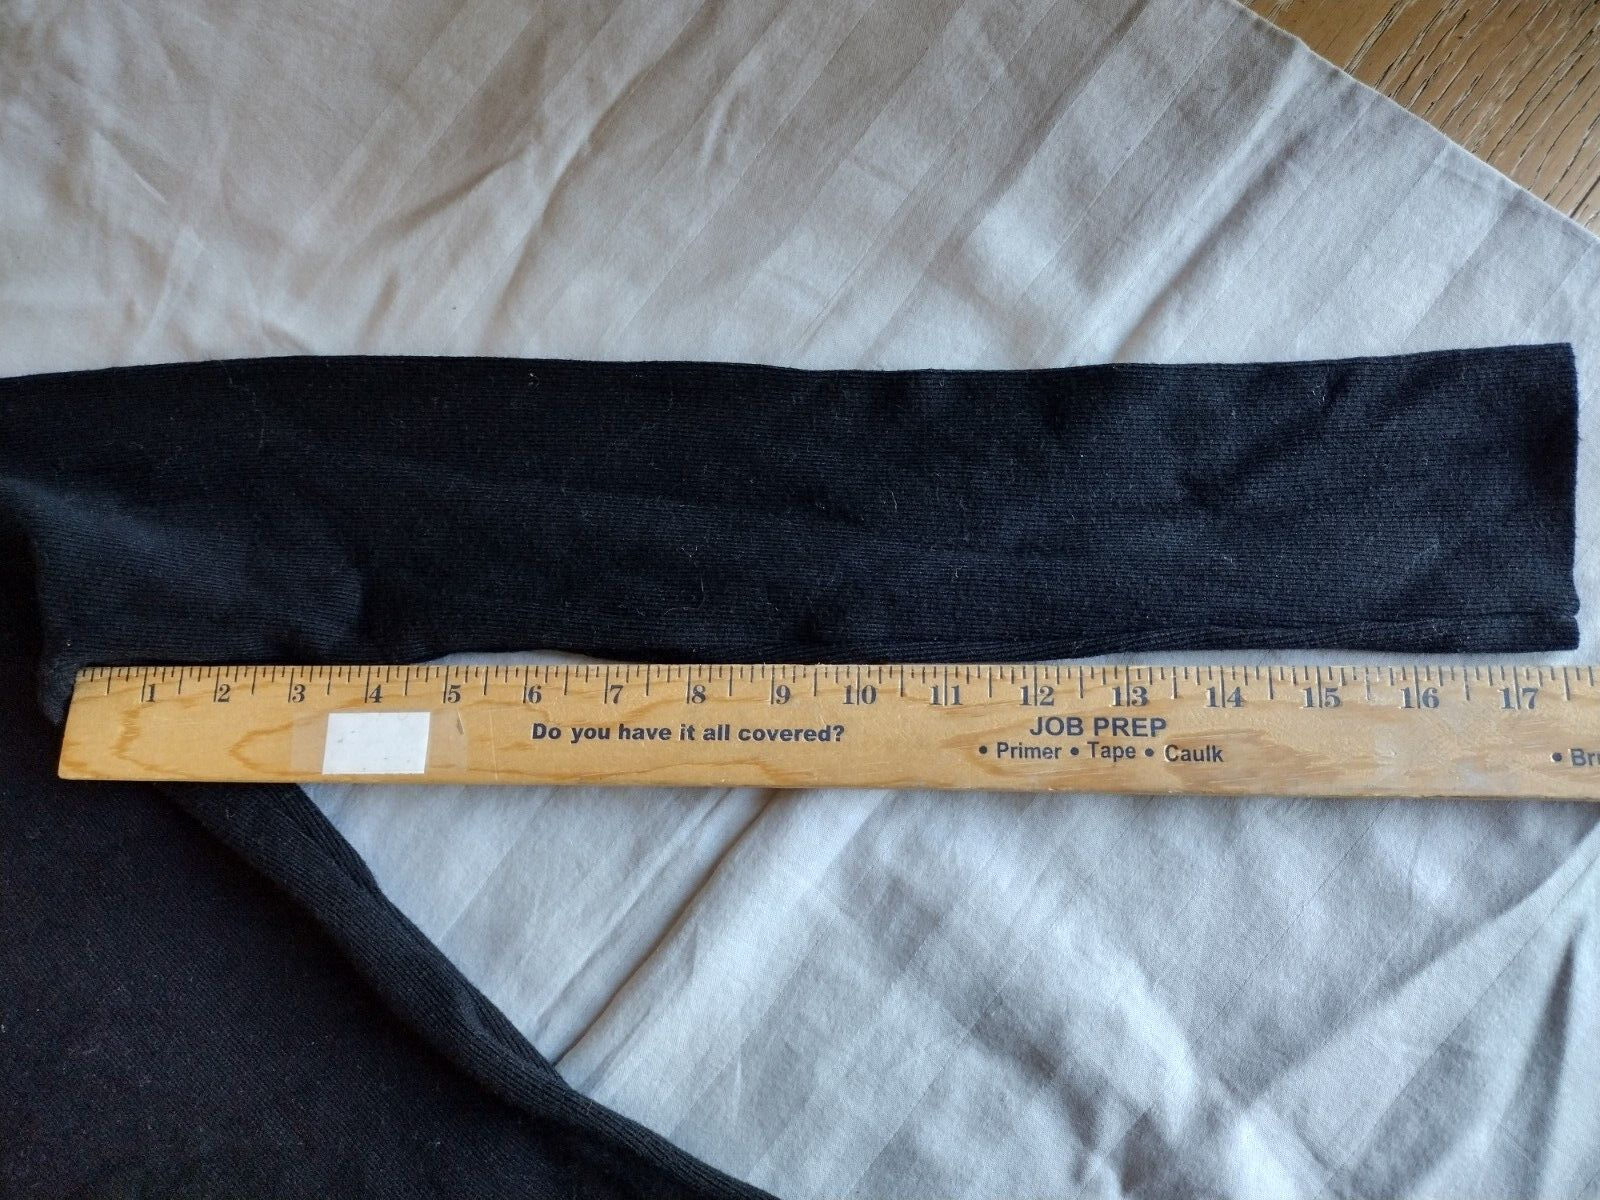 1 2 3 4 5 6 7 8 9 10 11 12 13 14 15 16 17
Do you have it all covered?
JOB PREP
• Primer • Tape • Caulk